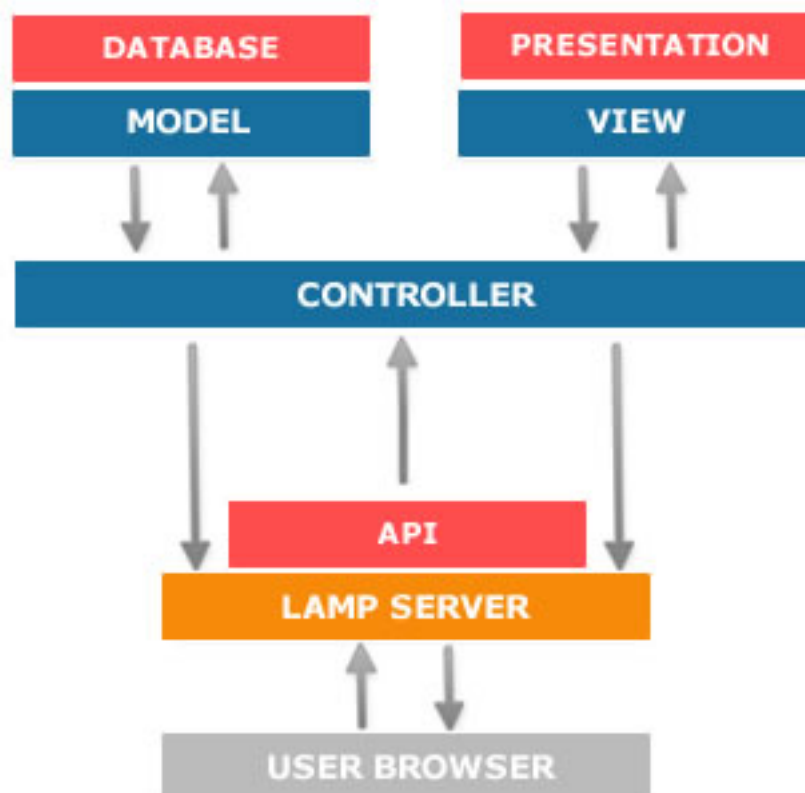 DATABASE
MODEL
PRESENTATION
VIEW
CONTROLLER
API
LAMP SERVER
USER BROWSER